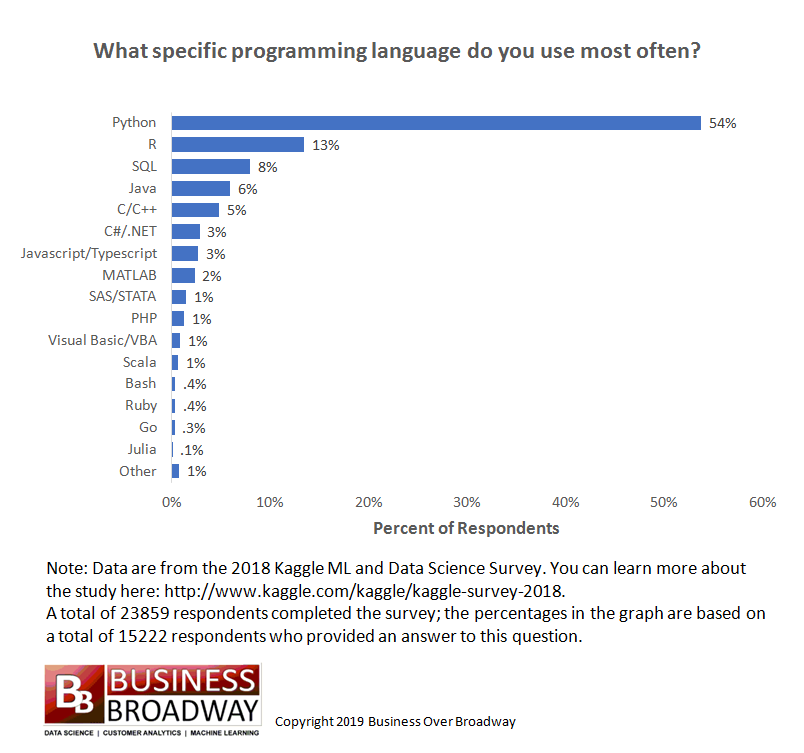 What specific programming language do you use most often?
Python 54%
R 13%
SQL 8%
Java 6%
C/C++ 5%
C#/.NET 3%
Javascript/Typescript 3%
MATLAB 2%
SAS/STATA 1%
PHP 1%
Visual Basic/VBA 1%
Scala 1%
Bash .4%
Ruby .4%
Go .3%
Julia .1%
Other 1%
0% 10% 20% 30% 40% 50% 60%
Percent of Respondents
Note: Data are from the 2018 Kaggle ML and Data Science Survey. You can learn more about
the study here: http://www.kaggle.com/kaggle/kaggle-survey-2018.
A total of 23859 respondents completed the survey; the percentages in the graph are based on
a total of 15222 respondents who provided an answer to this question.
BB BUSINESS
BROADWAY
DATA SCIENCE | CUSTOMER ANALYTICS | MACHINE LEARNING
Copyright 2019 Business Over Broadway